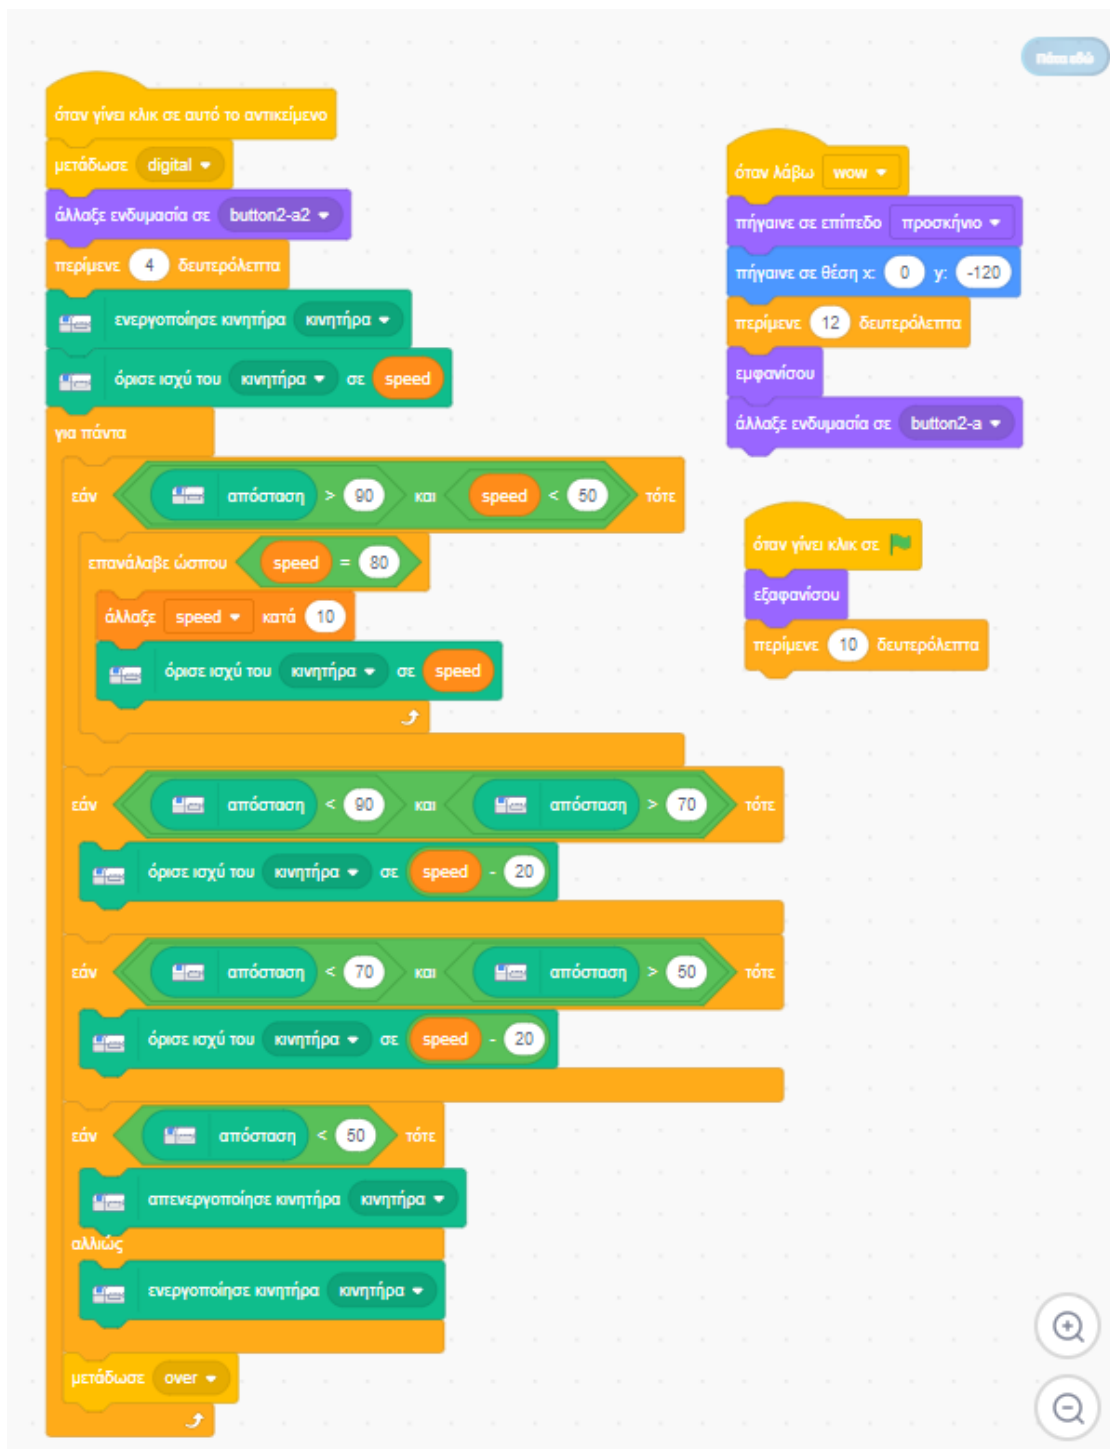 όταν γίνει κλικ σε αυτό το αντικείμενο
μετάδωσε digital
άλλαξε ενδυμασία σε button2-a2
περίμενε 4 δευτερόλεπτα
ενεργοποίησε κινητήρα κινητήρα
όρισε ισχύ του κινητήρα σε speed
για πάντα
εάν απόσταση > 90 και speed < 50 τότε
επανάλαβε ώσπου speed = 80
άλλαξε speed κατά 10
όρισε ισχύ του κινητήρα σε speed
εάν απόσταση < 90 και απόσταση > 70 τότε
όρισε ισχύ του κινητήρα σε speed - 20
εάν απόσταση < 70 και απόσταση > 50 τότε
όρισε ισχύ του κινητήρα σε speed - 20
εάν απόσταση < 50 τότε
απενεργοποίησε κινητήρα κινητήρα
αλλιώς
ενεργοποίησε κινητήρα κινητήρα
μετάδωσε over
όταν λάβω wow
πήγαινε σε επίπεδο προσκήνιο
πήγαινε σε θέση x: 0 y: -120
περίμενε 12 δευτερόλεπτα
εμφανίσου
άλλαξε ενδυμασία σε button2-a
όταν γίνει κλικ σε
εξαφανίσου
περίμενε 10 δευτερόλεπτα